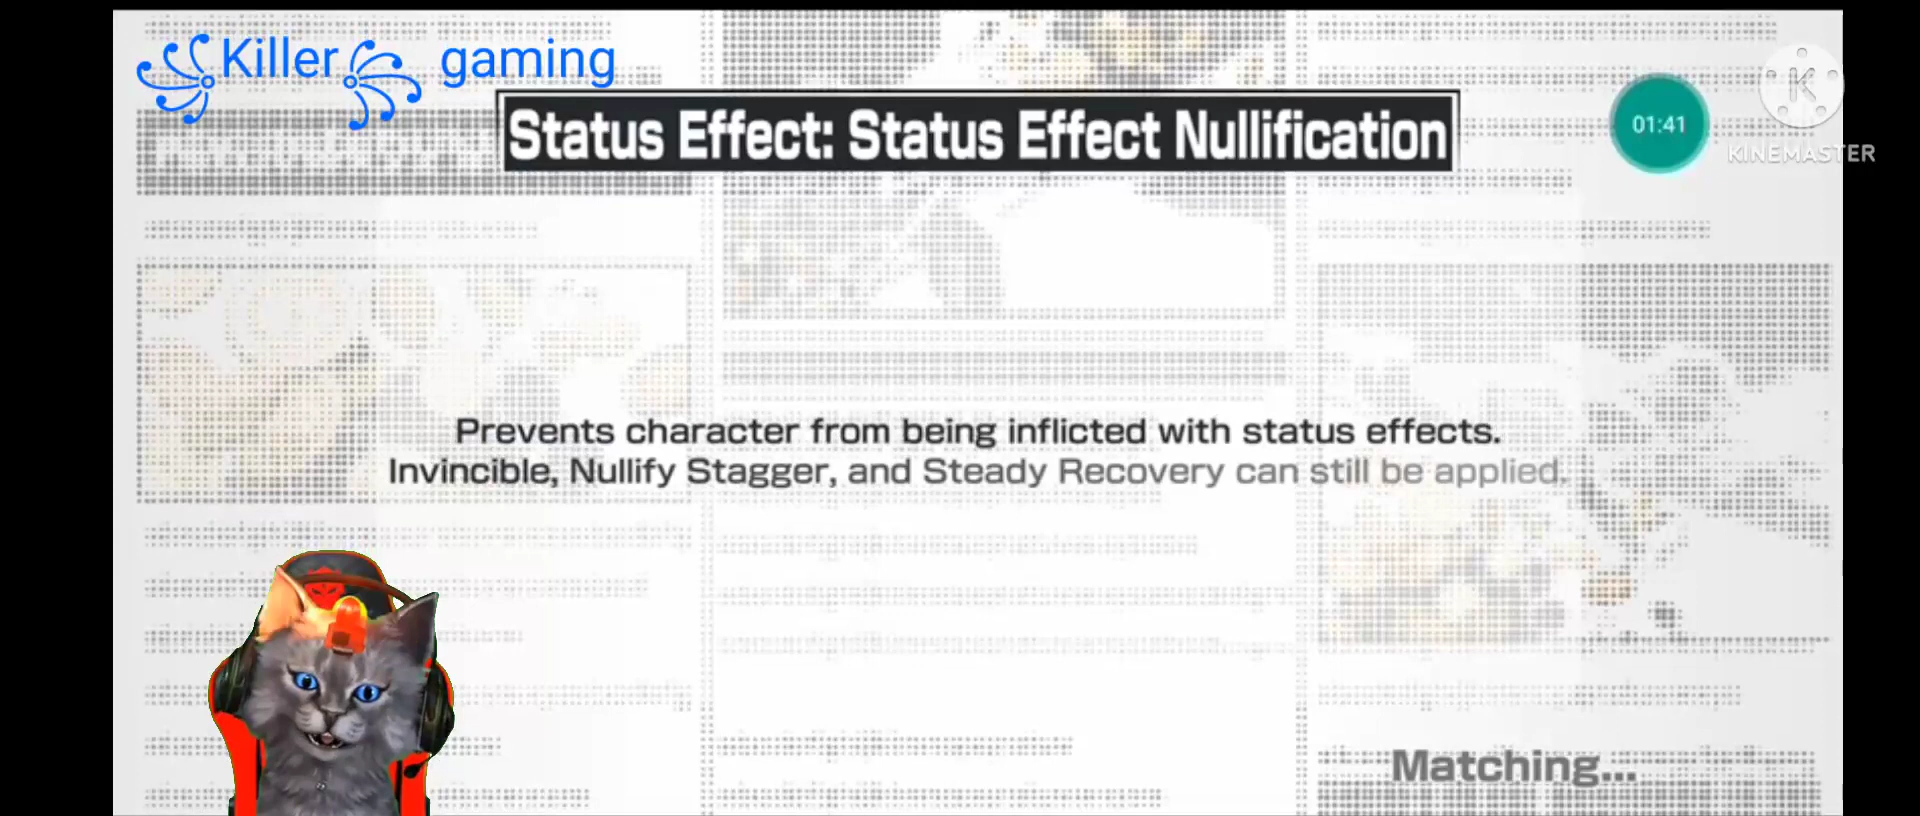 Killer gaming
Status Effect: Status Effect Nullification
01:41
K
KINEMASTER
Prevents character from being inflicted with status effects.
Invincible, Nullify Stagger, and Steady Recovery can still be applied.
Matching...